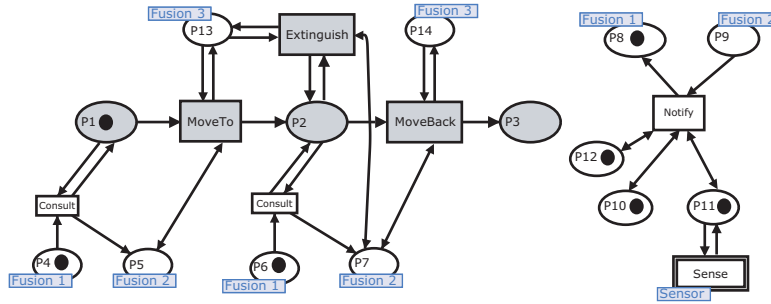 Fusion 3
P13
Extinguish
Fusion 3
P14
Fusion 1
P8
Fusion 2
P9
P1
MoveTo
P2
MoveBack
P3
Notify
P12
Consult
Consult
P10
P11
P4
Fusion 1
P5
Fusion 2
P6
Fusion 1
P7
Fusion 2
Sense
Sensor